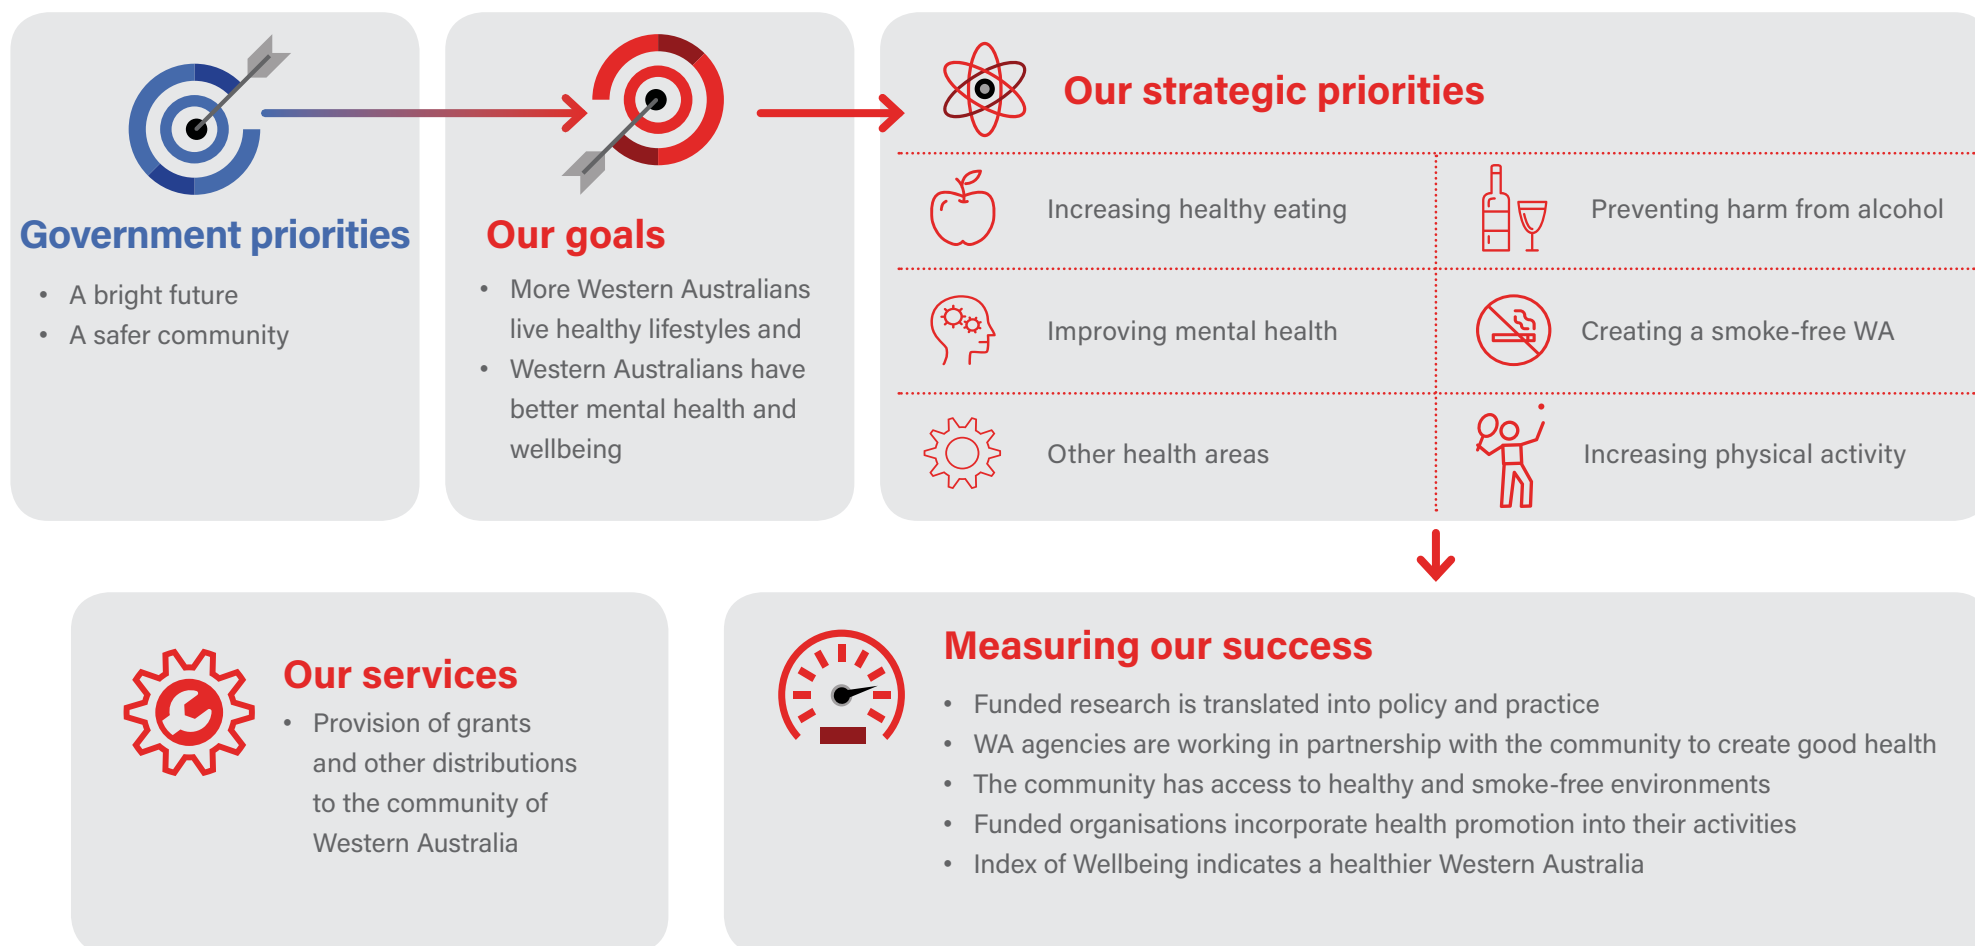 Government priorities
• A bright future
• A safer community
Our goals
• More Western Australians
live healthy lifestyles and
• Western Australians have
better mental health and
wellbeing
Our strategic priorities
Increasing healthy eating
Preventing harm from alcohol
Improving mental health
Creating a smoke-free WA
Other health areas
Increasing physical activity
Our services
• Provision of grants
and other distributions
to the community of
Western Australia
Measuring our success
• Funded research is translated into policy and practice
• WA agencies are working in partnership with the community to create good health
• The community has access to healthy and smoke-free environments
• Funded organisations incorporate health promotion into their activities
• Index of Wellbeing indicates a healthier Western Australia